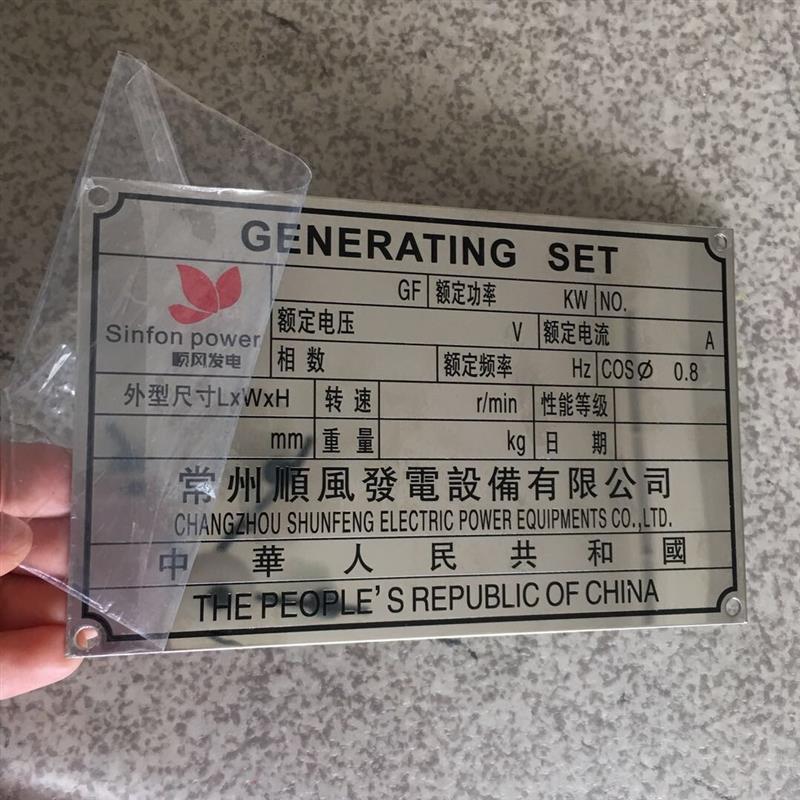 GENERATING SET
GF 额定功率 KW NO.
Sinfon power
顺风发电
额定电压 V 额定电流 A
相数 额定频率 Hz COSØ 0.8
外型尺寸LxWxH 转速 r/min 性能等级
mm 重量 kg 日期
常州順風發電設備有限公司
CHANGZHOU SHUNFENG ELECTRIC POWER EQUIPMENTS CO.,LTD.
中華人民共和國
THE PEOPLE'S REPUBLIC OF CHINA